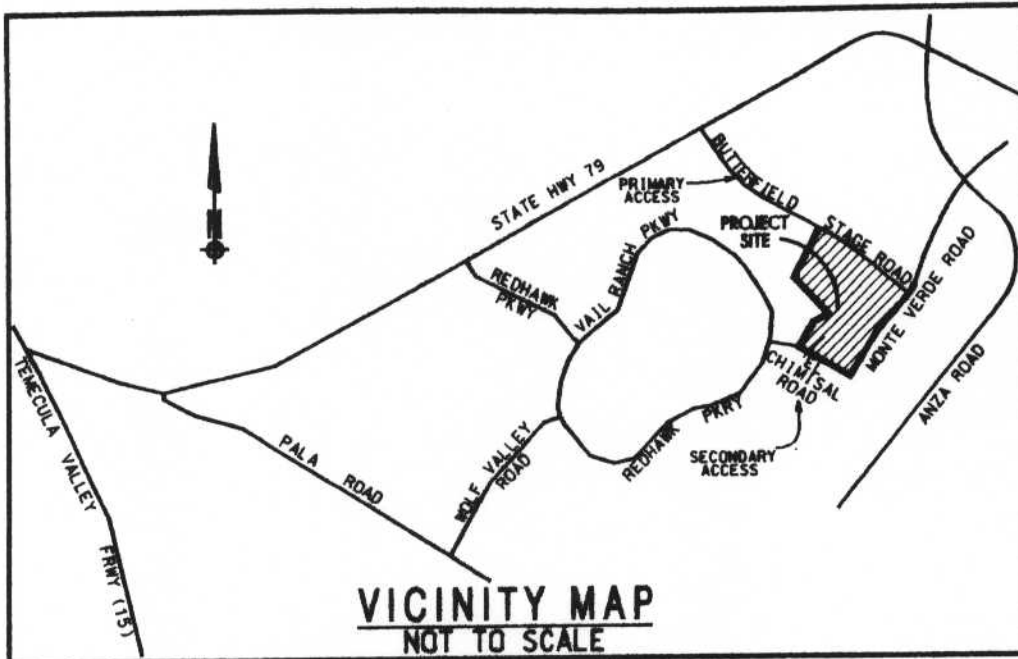 STATE HWY 79
BUTTERFIELD
STAGE ROAD
PRIMARY
ACCESS
PROJECT
SITE
N
REDHAWK
PKWY
VAIL RANCH PKWY
MONTE VERDE ROAD
CHIMTSAL
ROAD
ANZA ROAD
TEMECULA VALLEY
FRWY (15)
PALA ROAD
WOLF VALLEY
ROAD
REDHAWK PKWY
SECONDARY
ACCESS
VICINITY MAP
NOT TO SCALE